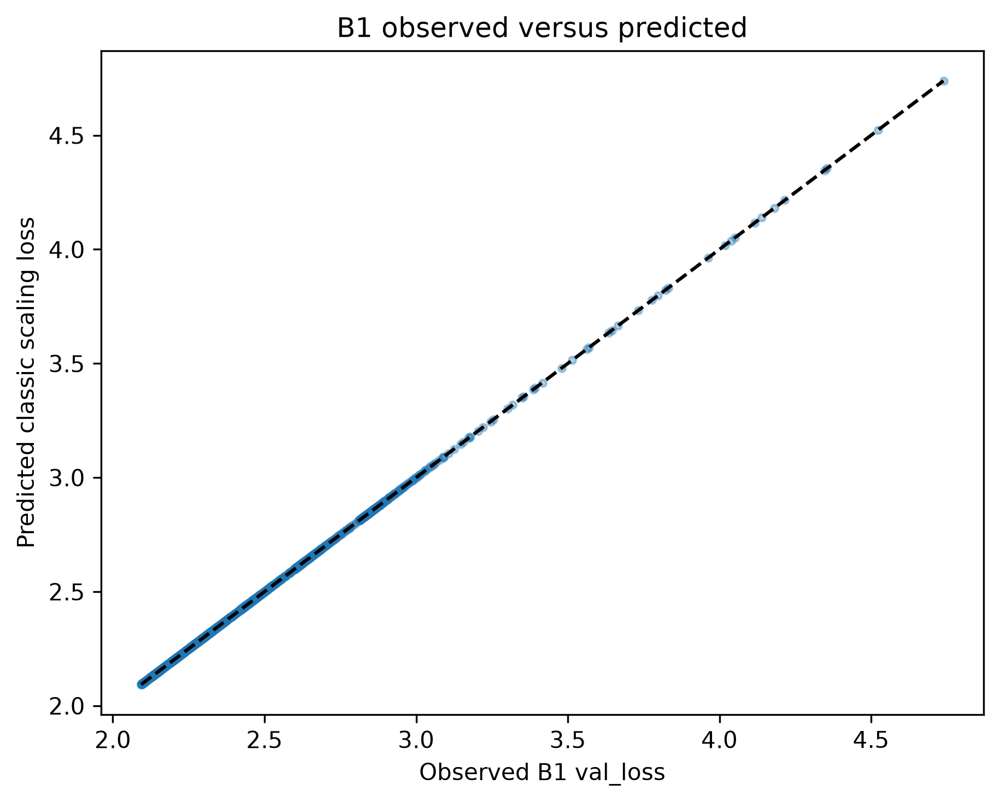 B1 observed versus predicted
Predicted classic scaling loss
4.5
4.0
3.5
3.0
2.5
2.0
2.0 2.5 3.0 3.5 4.0 4.5
Observed B1 val_loss